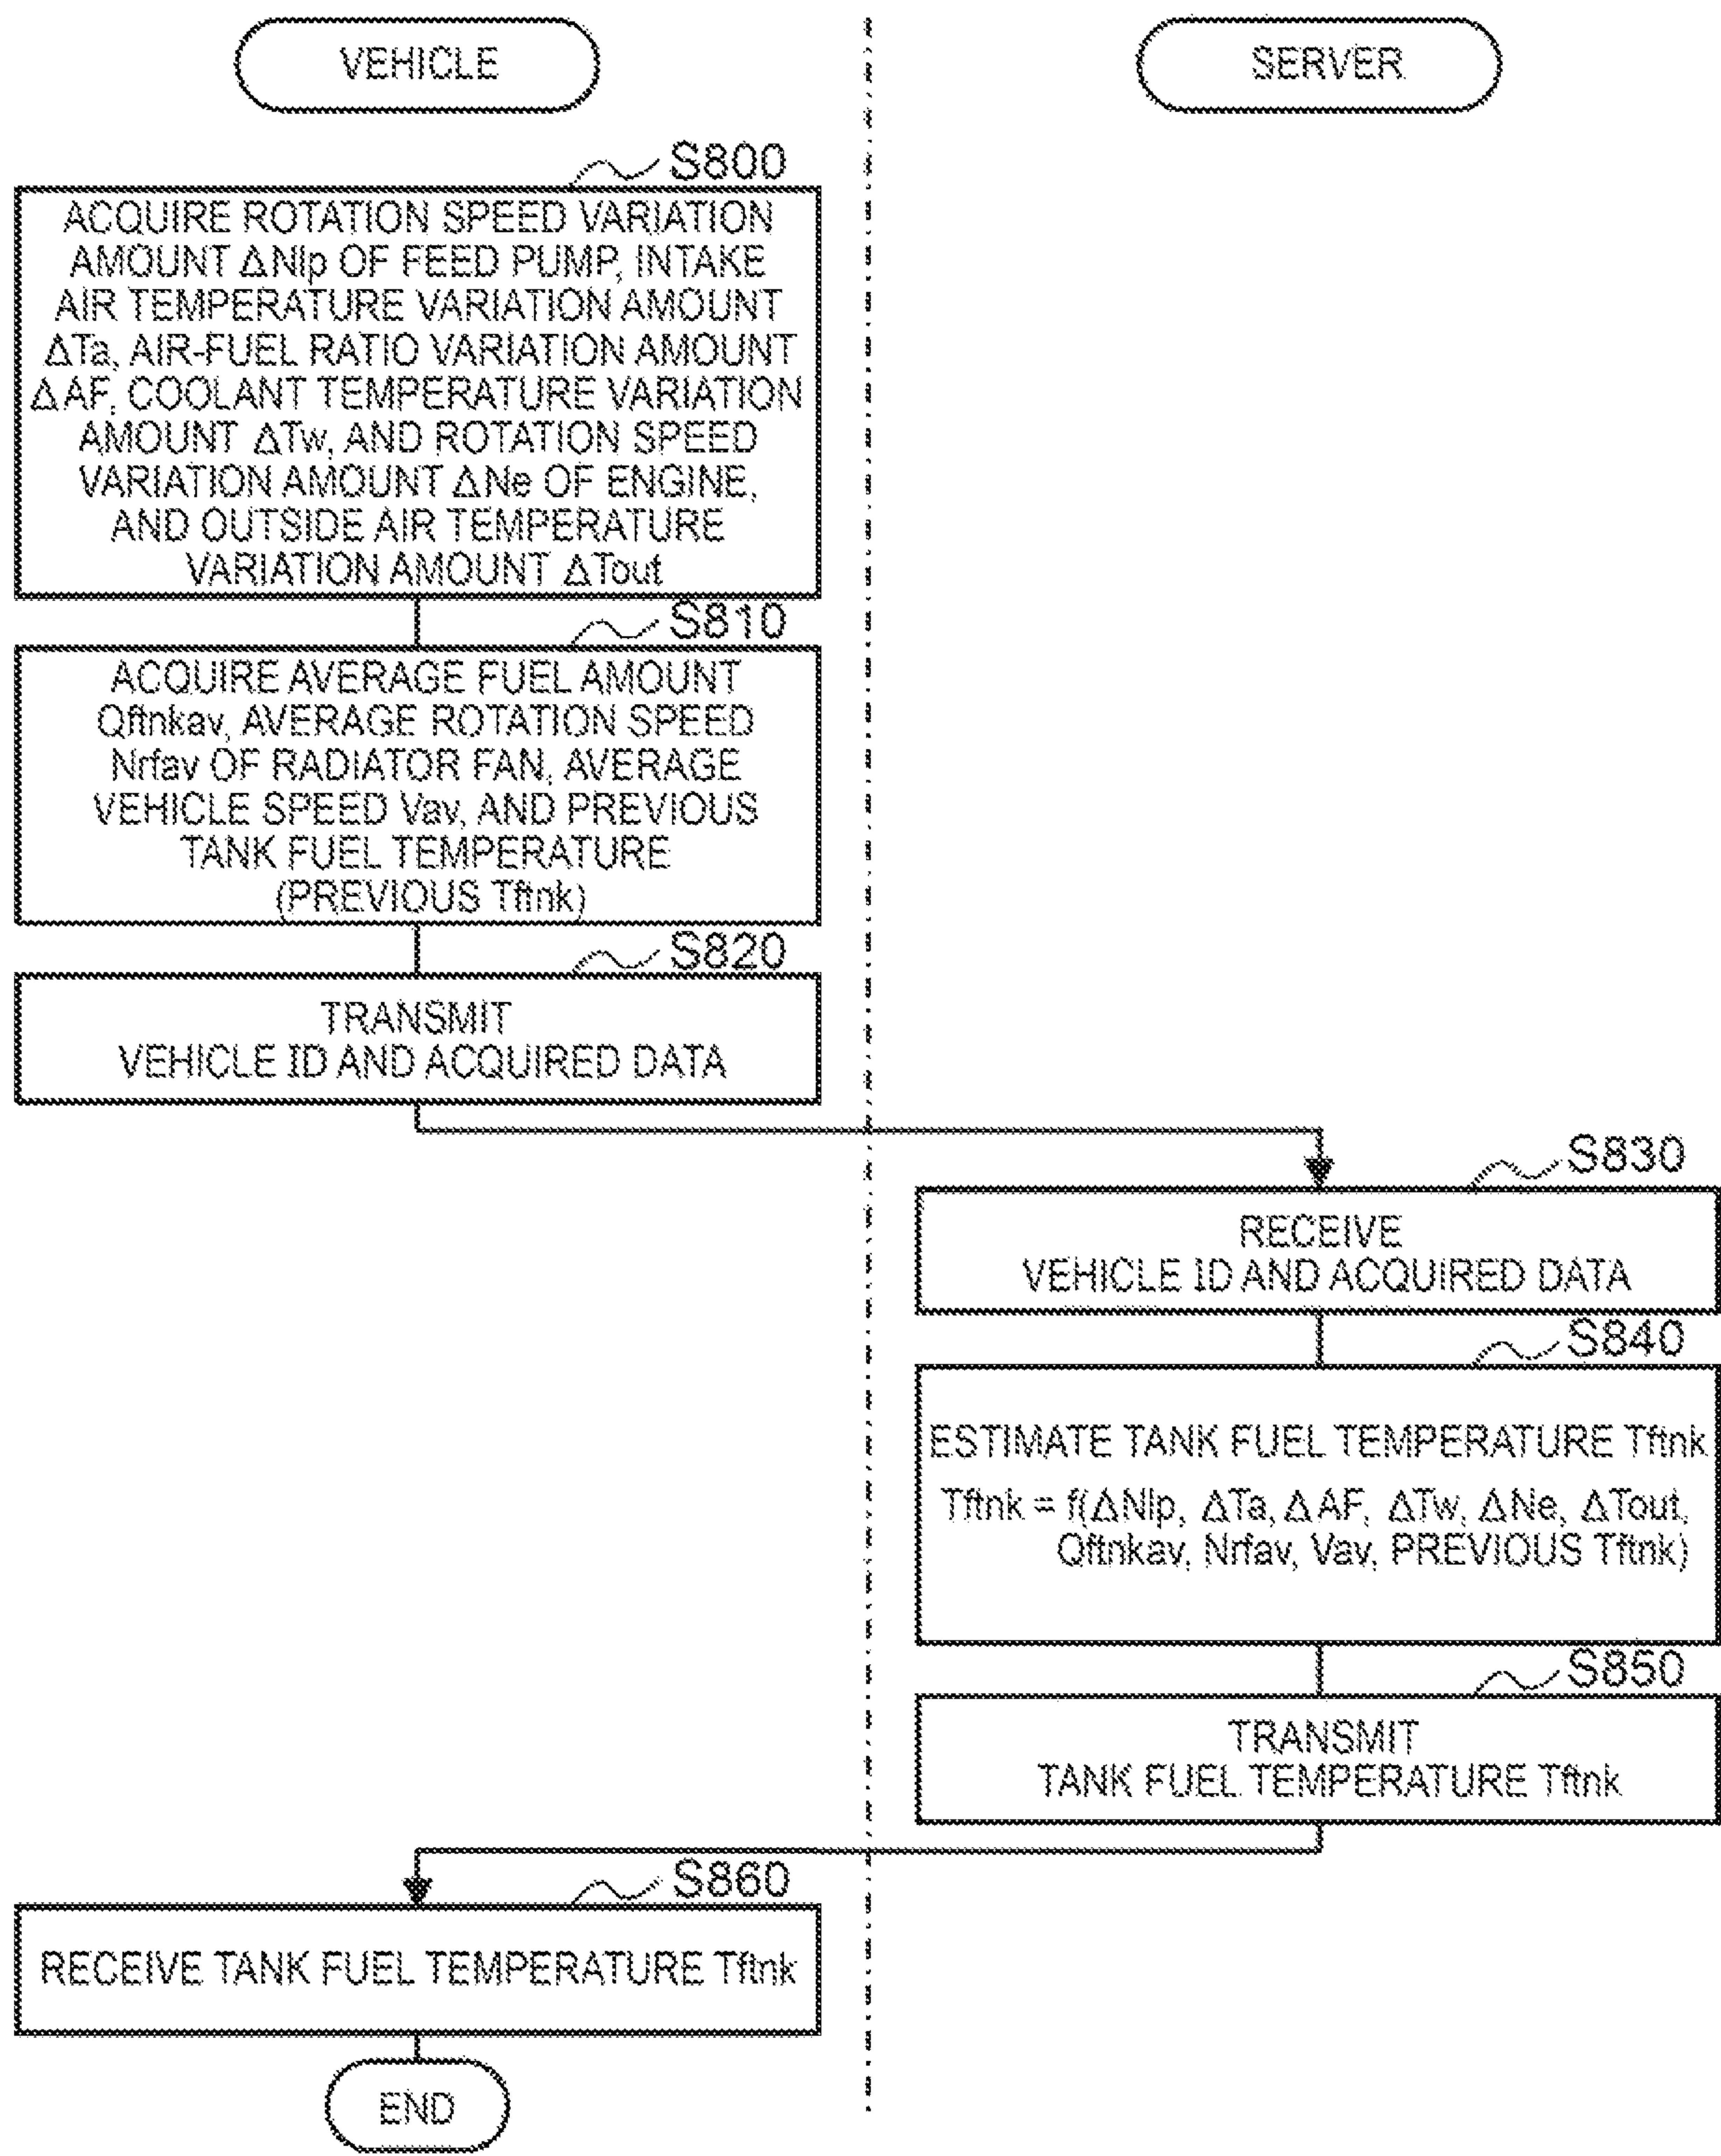 VEHICLE
SERVER
S800
ACQUIRE ROTATION SPEED VARIATION
AMOUNT ΔNlp OF FEED PUMP, INTAKE
AIR TEMPERATURE VARIATION AMOUNT
ΔTa, AIR-FUEL RATIO VARIATION AMOUNT
ΔAF, COOLANT TEMPERATURE VARIATION
AMOUNT ΔTw, AND ROTATION SPEED
VARIATION AMOUNT ΔNe OF ENGINE,
AND OUTSIDE AIR TEMPERATURE
VARIATION AMOUNT ΔTout
S810
ACQUIRE AVERAGE FUEL AMOUNT
Qftnkav, AVERAGE ROTATION SPEED
Nrfav OF RADIATOR FAN, AVERAGE
VEHICLE SPEED Vav, AND PREVIOUS
TANK FUEL TEMPERATURE
(PREVIOUS Tftnk)
S820
TRANSMIT
VEHICLE ID AND ACQUIRED DATA
S830
RECEIVE
VEHICLE ID AND ACQUIRED DATA
S840
ESTIMATE TANK FUEL TEMPERATURE Tftnk
Tftnk = f(ΔNlp, ΔTa, ΔAF, ΔTw, ΔNe, ΔTout,
Qftnkav, Nrfav, Vav, PREVIOUS Tftnk)
S850
TRANSMIT
TANK FUEL TEMPERATURE Tftnk
S860
RECEIVE TANK FUEL TEMPERATURE Tftnk
END